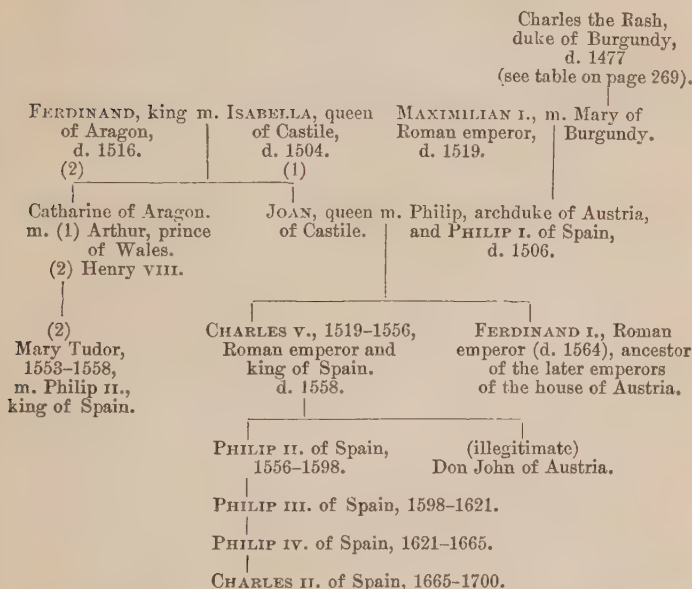 Charles the Rash,
duke of Burgundy,
d. 1477
(see table on page 269).
FERDINAND, king m. ISABELLA, queen
of Aragon,
d. 1516.
(2)
of Castile,
d. 1504.
(1)
MAXIMILIAN I., m. Mary of
Roman emperor,
d. 1519.
Burgundy.
Catharine of Aragon.
m. (1) Arthur, prince
of Wales.
(2) Henry VIII.
JOAN, queen m. Philip, archduke of Austria,
of Castile.
and PHILIP I. of Spain,
d. 1506.
(2)
Mary Tudor,
1553–1558,
m. Philip II.,
king of Spain.
CHARLES V., 1519–1556,
Roman emperor and
king of Spain.
d. 1558.
FERDINAND I., Roman
emperor (d. 1564), ancestor
of the later emperors
of the house of Austria.
PHILIP II. of Spain,
1556–1598.
(illegitimate)
Don John of Austria.
PHILIP III. of Spain, 1598–1621.
PHILIP IV. of Spain, 1621–1665.
CHARLES II. of Spain, 1665–1700.